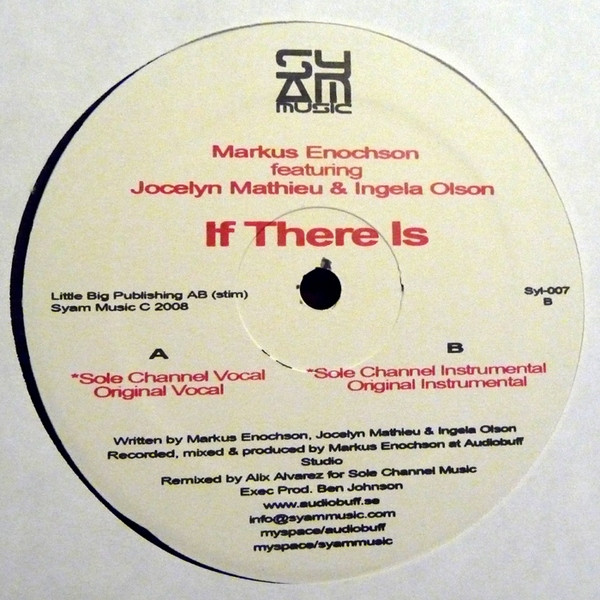 SYAM
MUSIC
Markus Enochson
featuring
Jocelyn Mathieu & Ingela Olson
If There Is
Little Big Publishing AB (stim)
Syam Music C 2008
Syl-007
B
A
*Sole Channel Vocal
Original Vocal
B
*Sole Channel Instrumental
Original Instrumental
Written by Markus Enochson, Jocelyn Mathieu & Ingela Olson
Recorded, mixed & produced by Markus Enochson at Audiobuff
Studio
Remixed by Alix Alvarez for Sole Channel Music
Exec Prod. Ben Johnson
www.audiobuff.se
info@syammusic.com
myspace/audiobuff
myspace/syammusic